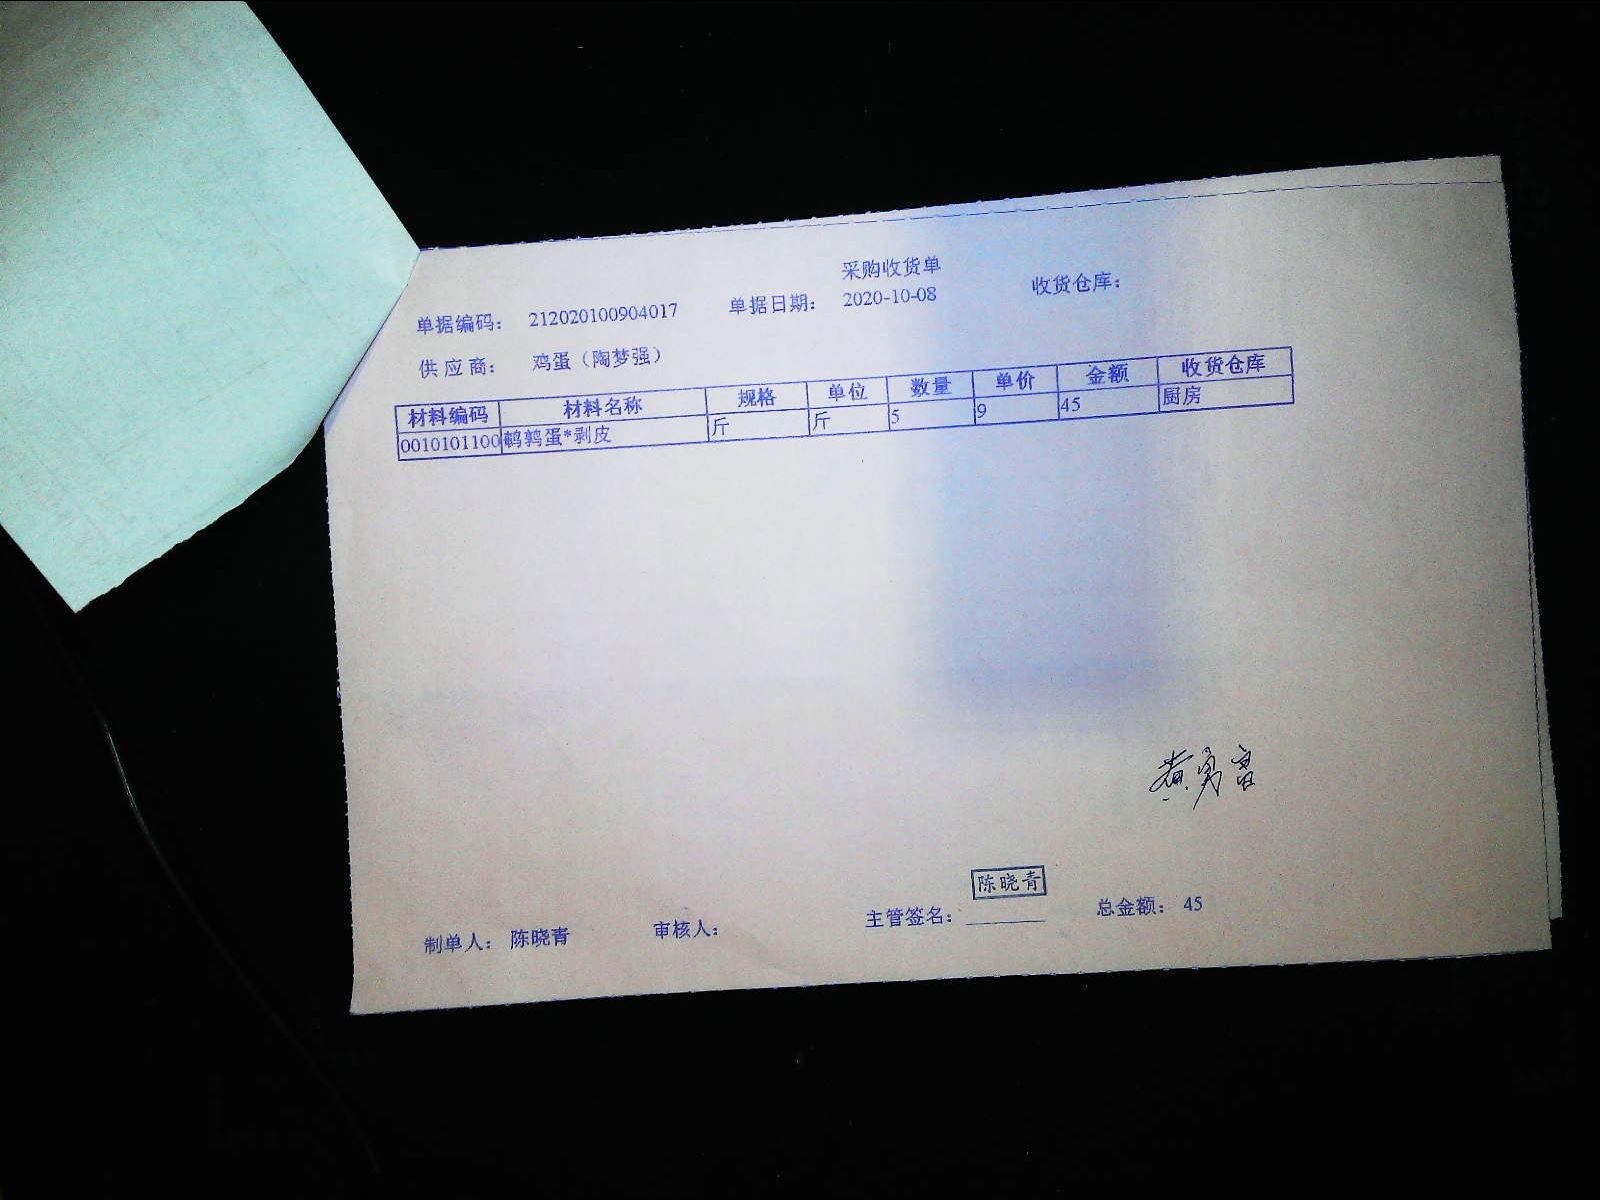 采购收货单
单据编码： 212020100904017 单据日期： 2020-10-08 收货仓库：
供应商： 鸡蛋（陶梦强）
材料编码 材料名称 规格 单位 数量 单价 金额 收货仓库
0010101100 鹌鹑蛋*剥皮 斤 斤 5 9 45 厨房
陈晓青
制单人： 陈晓青 审核人： 主管签名： 总金额： 45